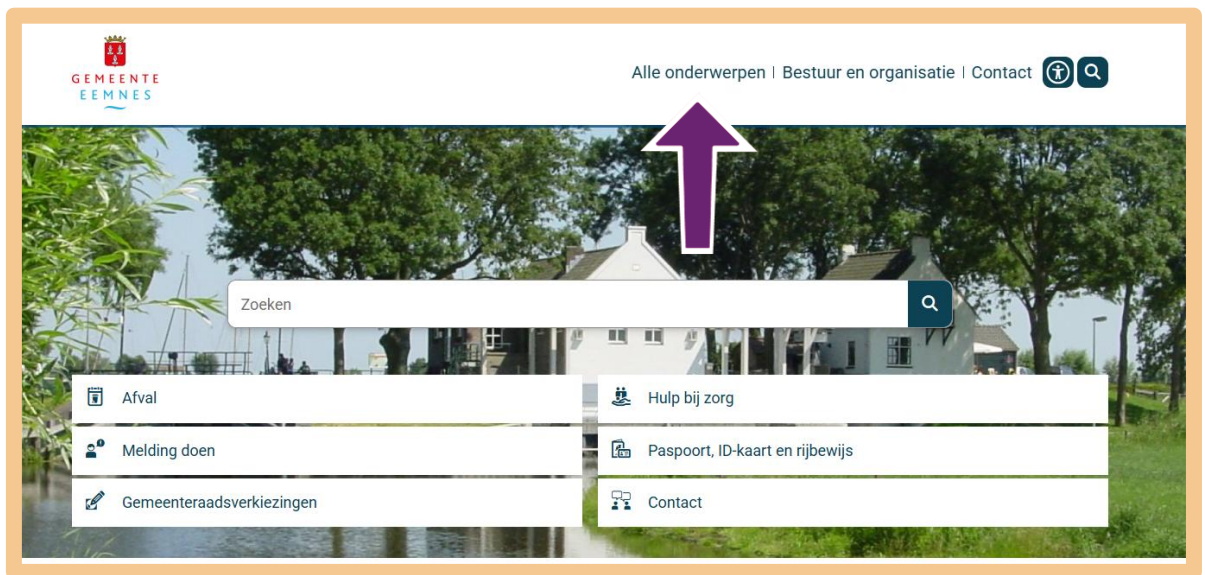 GEMEENTE
EEMNES
Alle onderwerpen | Bestuur en organisatie | Contact
Zoeken
Afval
Hulp bij zorg
Melding doen
Paspoort, ID-kaart en rijbewijs
Gemeenteraadsverkiezingen
Contact